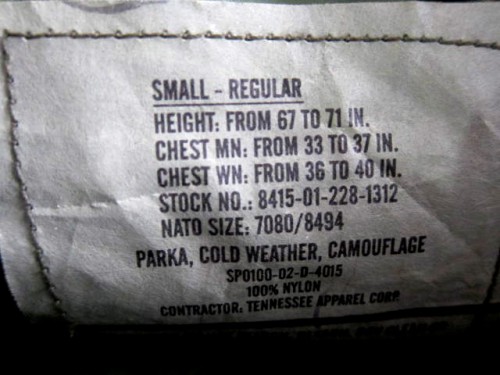 SMALL - REGULAR
HEIGHT: FROM 67 TO 71 IN.
CHEST MN: FROM 33 TO 37 IN.
CHEST WN: FROM 36 TO 40 IN.
STOCK NO.: 8415-01-228-1312
NATO SIZE: 7080/8494
PARKA, COLD WEATHER, CAMOUFLAGE
SP0100-02-D-4015
100% NYLON
CONTRACTOR: TENNESSEE APPAREL CORP.